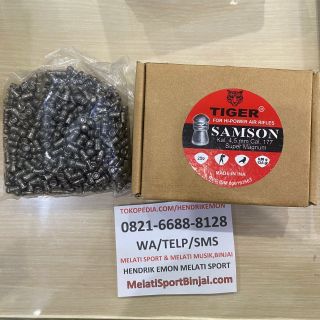 TIGER
FOR HI-POWER AIR RIFLES
SAMSON
Kal. 4,5 mm Cal. 177
Super Magnum
MADE IN INA
TOKOPEDIA.COM/HENDRIKEMON
0821-6688-8128
WA/TELP/SMS
MELATI SPORT & MELATI MUSIK,BINJAI
HENDRIK EMON MELATI SPORT
MelatiSportBinjai.com